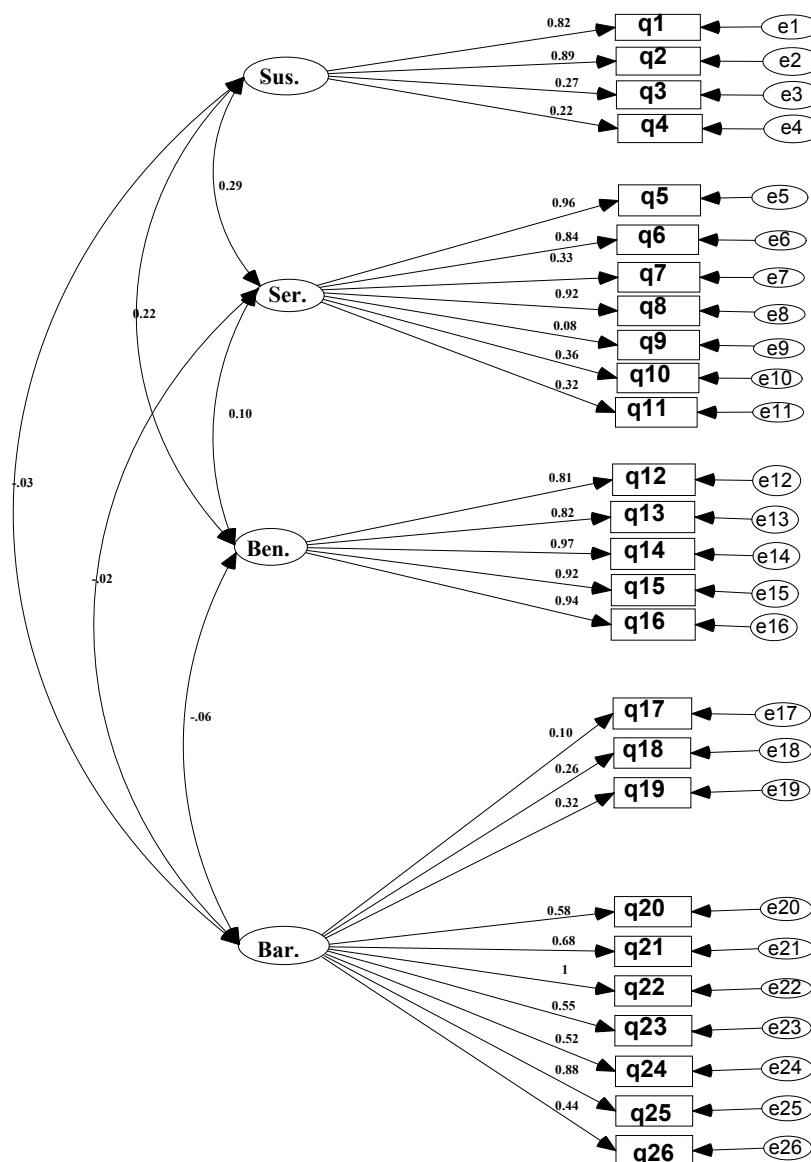 0.82 q1 e1
0.89 q2 e2
Sus.
0.27 q3 e3
0.22 q4 e4
0.29
0.96 q5 e5
0.84 q6 e6
0.33 q7 e7
Ser.
0.92 q8 e8
0.22
0.08 q9 e9
0.36 q10 e10
0.32 q11 e11
0.10
-.03
0.81 q12 e12
0.82 q13 e13
Ben.
0.97 q14 e14
0.92 q15 e15
-.02
0.94 q16 e16
-.06
0.10 q17 e17
0.26 q18 e18
0.32 q19 e19
0.58 q20 e20
Bar.
0.68 q21 e21
1 q22 e22
0.55 q23 e23
0.52 q24 e24
0.88 q25 e25
0.44 q26 e26